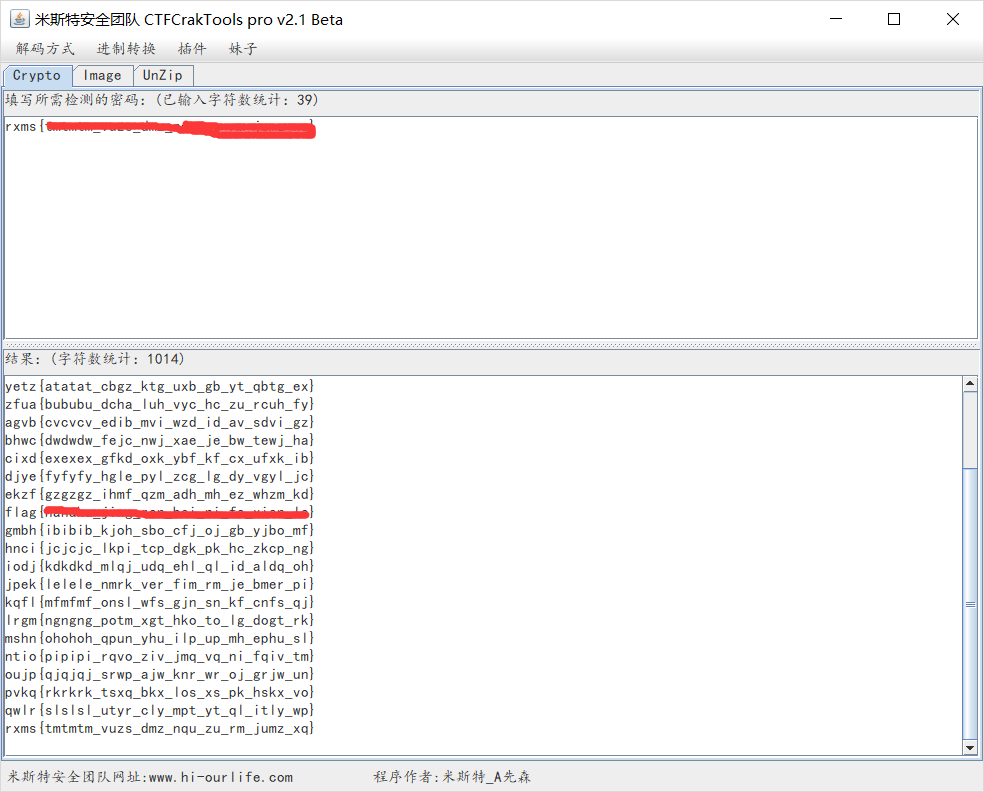 米斯特安全团队 CTFCrakTools pro v2.1 Beta
解码方式 进制转换 插件 妹子
Crypto Image UnZip
填写所需检测的密码:(已输入字符数统计: 39)
rxms{
结果:(字符数统计: 1014)
yetz{atatat_cbgz_ktg_uxb_gb_yt_qbtg_ex}
zfua{bububu_dcha_luh_vyc_hc_zu_rcuh_fy}
agvb{cvcvcv_edib_mvi_wzd_id_av_sdvi_gz}
bhwc{dwdwdw_fejc_nwj_xae_je_bw_tewj_ha}
cixd{exexex_gfkd_oxk_ybf_kf_cx_ufxk_ib}
djye{fyfyfy_hgle_pyl_zcg_lg_dy_vgyl_jc}
ekzf{gzgzgz_ihmf_qzm_adh_mh_ez_whzm_kd}
flag{
gmbh{ibibib_kjoh_sbo_cfj_oj_gb_yjbo_mf}
hnci{jcjcjc_lkpi_tcp_dgk_pk_hc_zkcp_ng}
iodj{kdkdkd_mlqj_udq_ehl_ql_id_aldq_oh}
jpek{lelele_nmrk_ver_fim_rm_je_bmer_pi}
kqfl{mfmfmf_onsl_wfs_gjn_sn_kf_cnfs_qj}
lrgm{ngngng_potm_xgt_hko_to_lg_dogt_rk}
mshn{ohohoh_qpun_yhu_ilp_up_mh_ephu_sl}
ntio{pipipi_rqvo_ziv_jmq_vq_ni_fqiv_tm}
oujp{qjqjqj_srwp_ajw_knr_wr_oj_grjw_un}
pvkq{rkrkrk_tsxq_bkx_los_xs_pk_hskx_vo}
qwlr{slslsl_utyr_cly_mpt_yt_ql_itly_wp}
rxms{tmtmtm_vuzs_dmz_nqu_zu_rm_jumz_xq}
米斯特安全团队网址:www.hi-ourlife.com 程序作者:米斯特_A先森